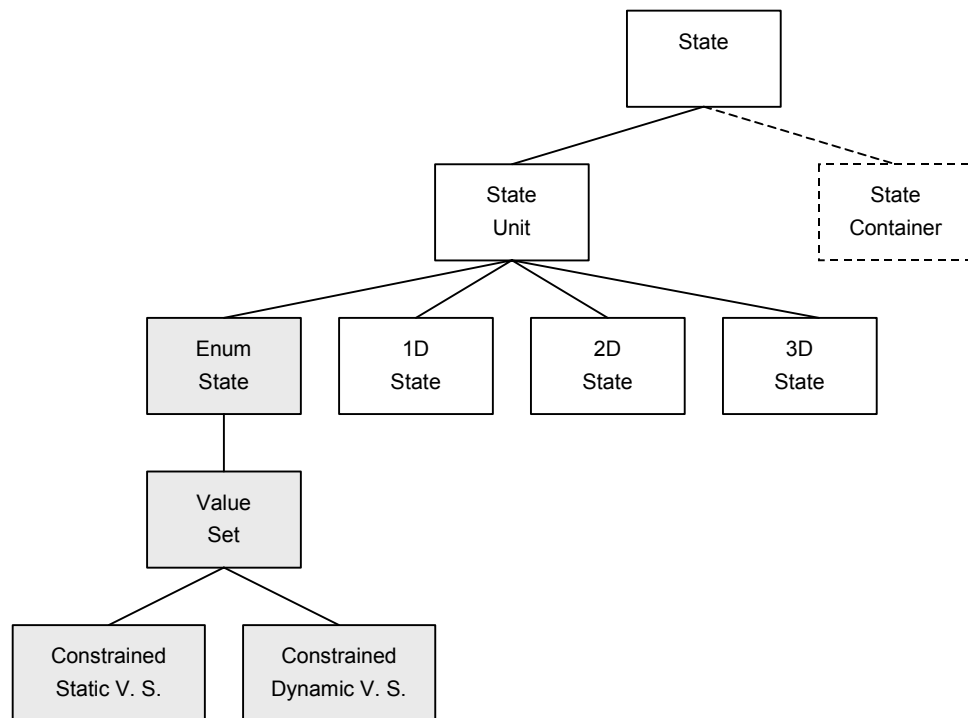 State
State
Unit
State
Container
Enum
State
1D
State
2D
State
3D
State
Value
Set
Constrained
Static V. S.
Constrained
Dynamic V. S.